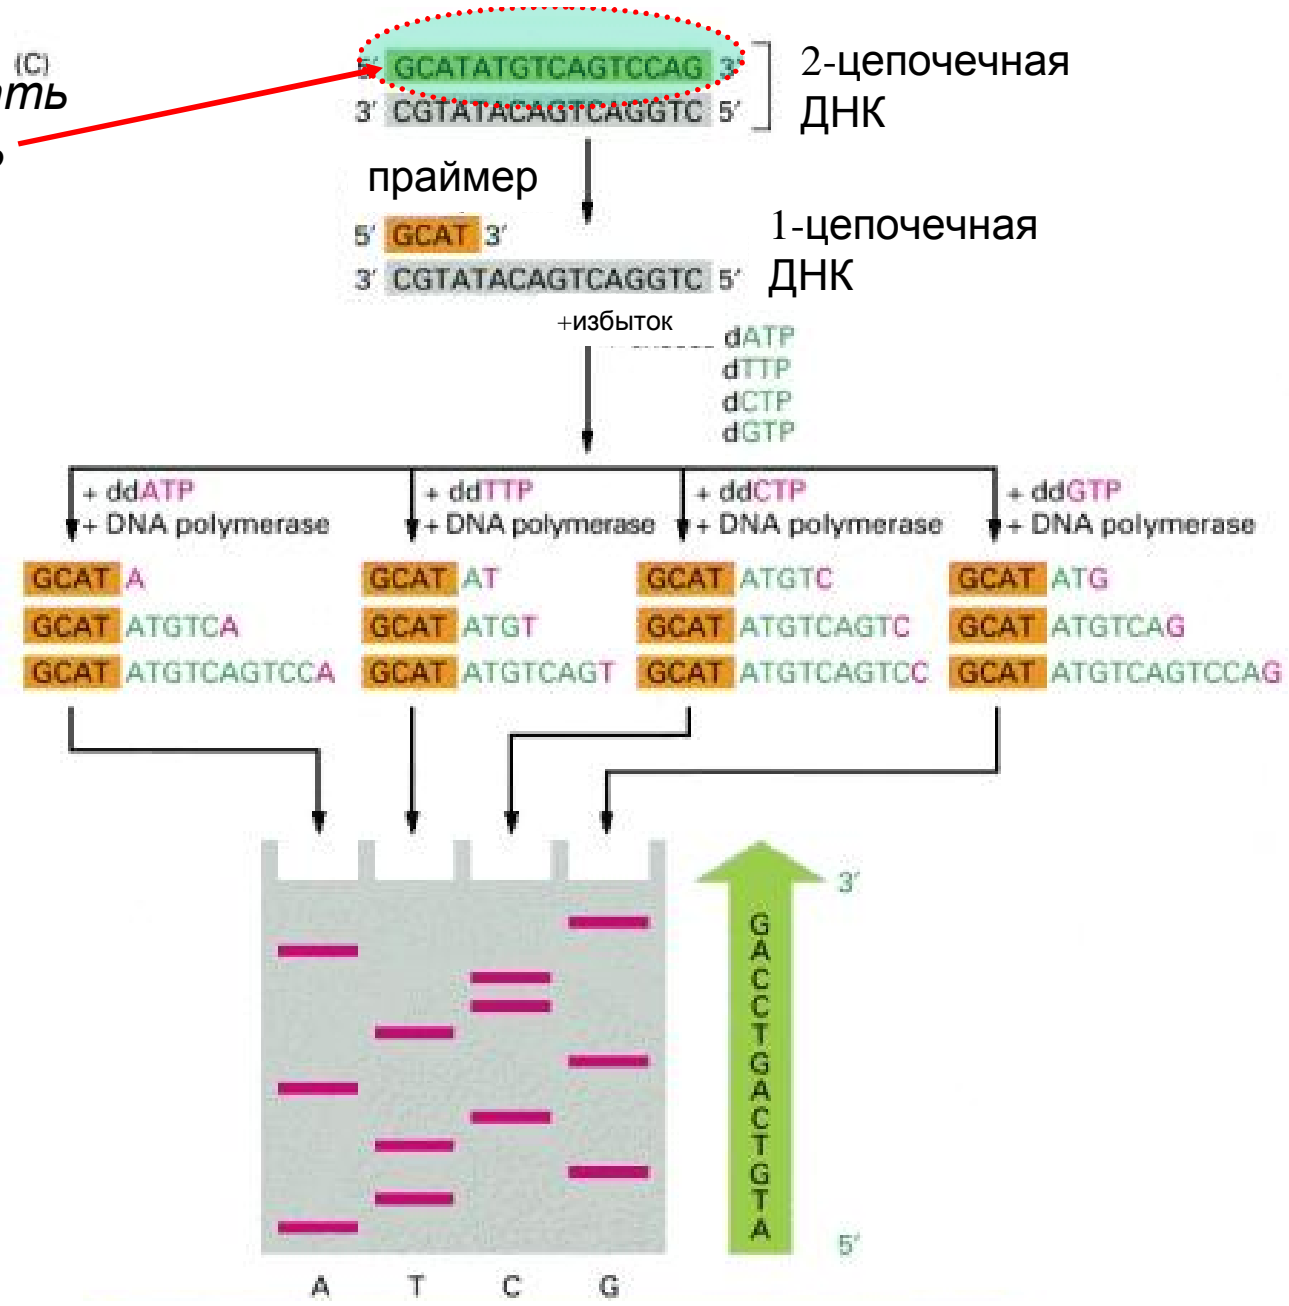 (C)
ать
ь
5′ GCATATGTCAGTCCAG 3′
3′ CGTATACAGTCAGGTC 5′
2-цепочечная
ДНК
праймер
5′ GCAT 3′
3′ CGTATACAGTCAGGTC 5′
1-цепочечная
ДНК
+избыток
dATP
dTTP
dCTP
dGTP
+ ddATP
+ DNA polymerase
+ ddTTP
+ DNA polymerase
+ ddCTP
+ DNA polymerase
+ ddGTP
+ DNA polymerase
GCAT A
GCAT ATGTCA
GCAT ATGTCAGTCCA
GCAT AT
GCAT ATGT
GCAT ATGTCAGT
GCAT ATGTC
GCAT ATGTCAGTC
GCAT ATGTCAGTCC
GCAT ATG
GCAT ATGTCAG
GCAT ATGTCAGTCCAG
3′
G
A
C
C
T
G
A
C
T
G
T
A
5′
A T C G